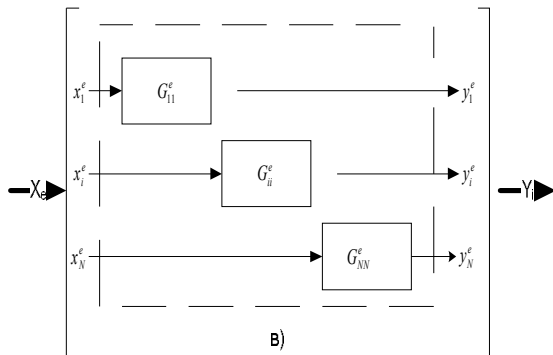 x₁ᵉ G₁₁ᵉ y₁ᵉ
xᵢᵉ Gᵢᵢᵉ yᵢᵉ
Xₑ Yᵢ
x_Nᵉ G_NNᵉ y_Nᵉ
в)